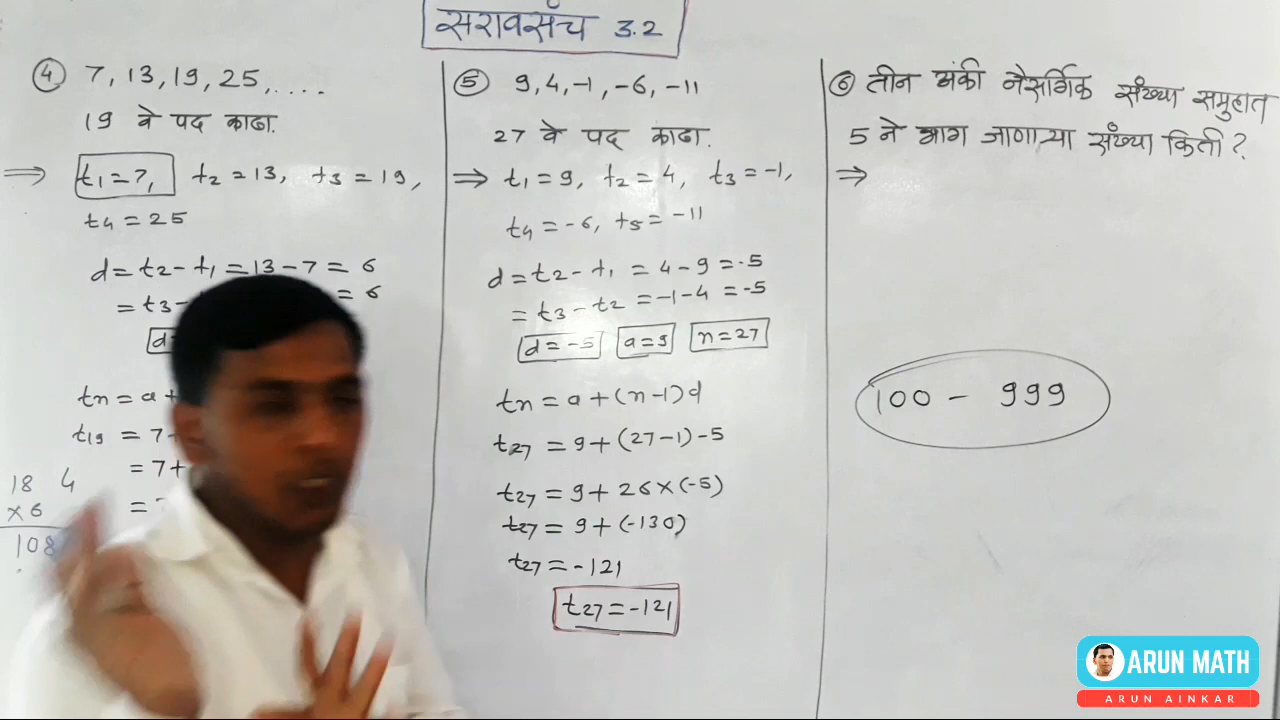 सरावसंच 3.2
④ 7, 13, 19, 25, ....
19 वे पद काढा.
⇒ t₁ = 7, t₂ = 13, t₃ = 19,
t₄ = 25
d = t₂ - t₁ = 13 - 7 = 6
= t₃ - = 6
tn = a +
t₁₉ = 7
= 7 +
=
18 4
×6
108
⑤ 9, 4, -1, -6, -11
27 वे पद काढा.
⇒ t₁ = 9, t₂ = 4, t₃ = -1,
t₄ = -6, t₅ = -11
d = t₂ - t₁ = 4 - 9 = -5
= t₃ - t₂ = -1 - 4 = -5
d = -5 a = 9 n = 27
tn = a + (n-1)d
t₂₇ = 9 + (27-1) -5
t₂₇ = 9 + 26 × (-5)
t₂₇ = 9 + (-130)
t₂₇ = -121
t₂₇ = -121
⑥ तीन अंकी नैसर्गिक संख्या समुहात
5 ने भाग जाणाऱ्या संख्या किती?
⇒
100 - 999
ARUN MATH
ARUN AINKAR